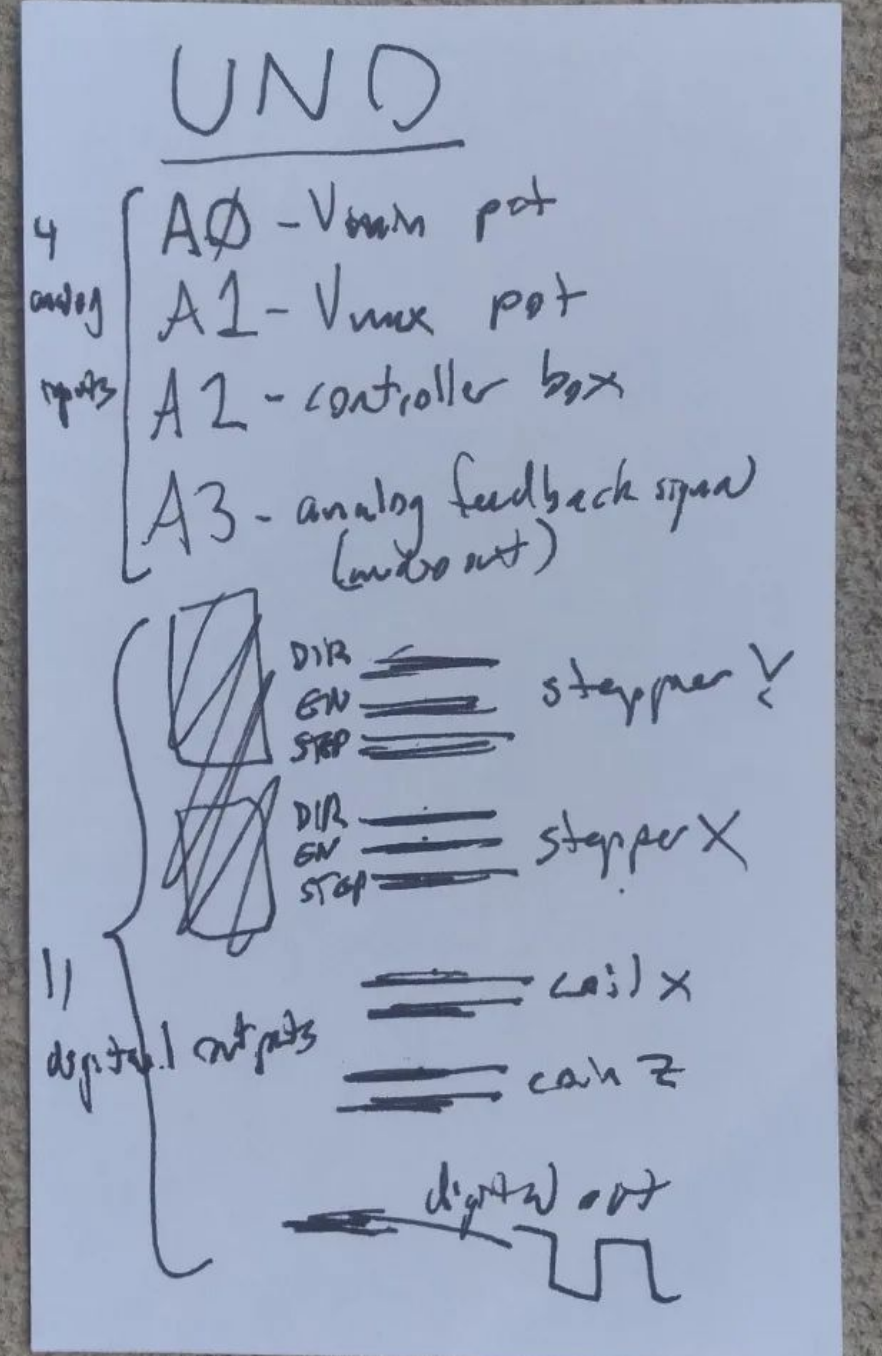 UNO
4 analog inputs
AØ - Vmin pot
A1 - Vmax pot
A2 - controller box
A3 - analog feedback signal
(audio out)
11 digital outputs
DIR
EN
STEP
stepper Y
DIR
EN
STEP
stepper X
coil x
coil z
digital out